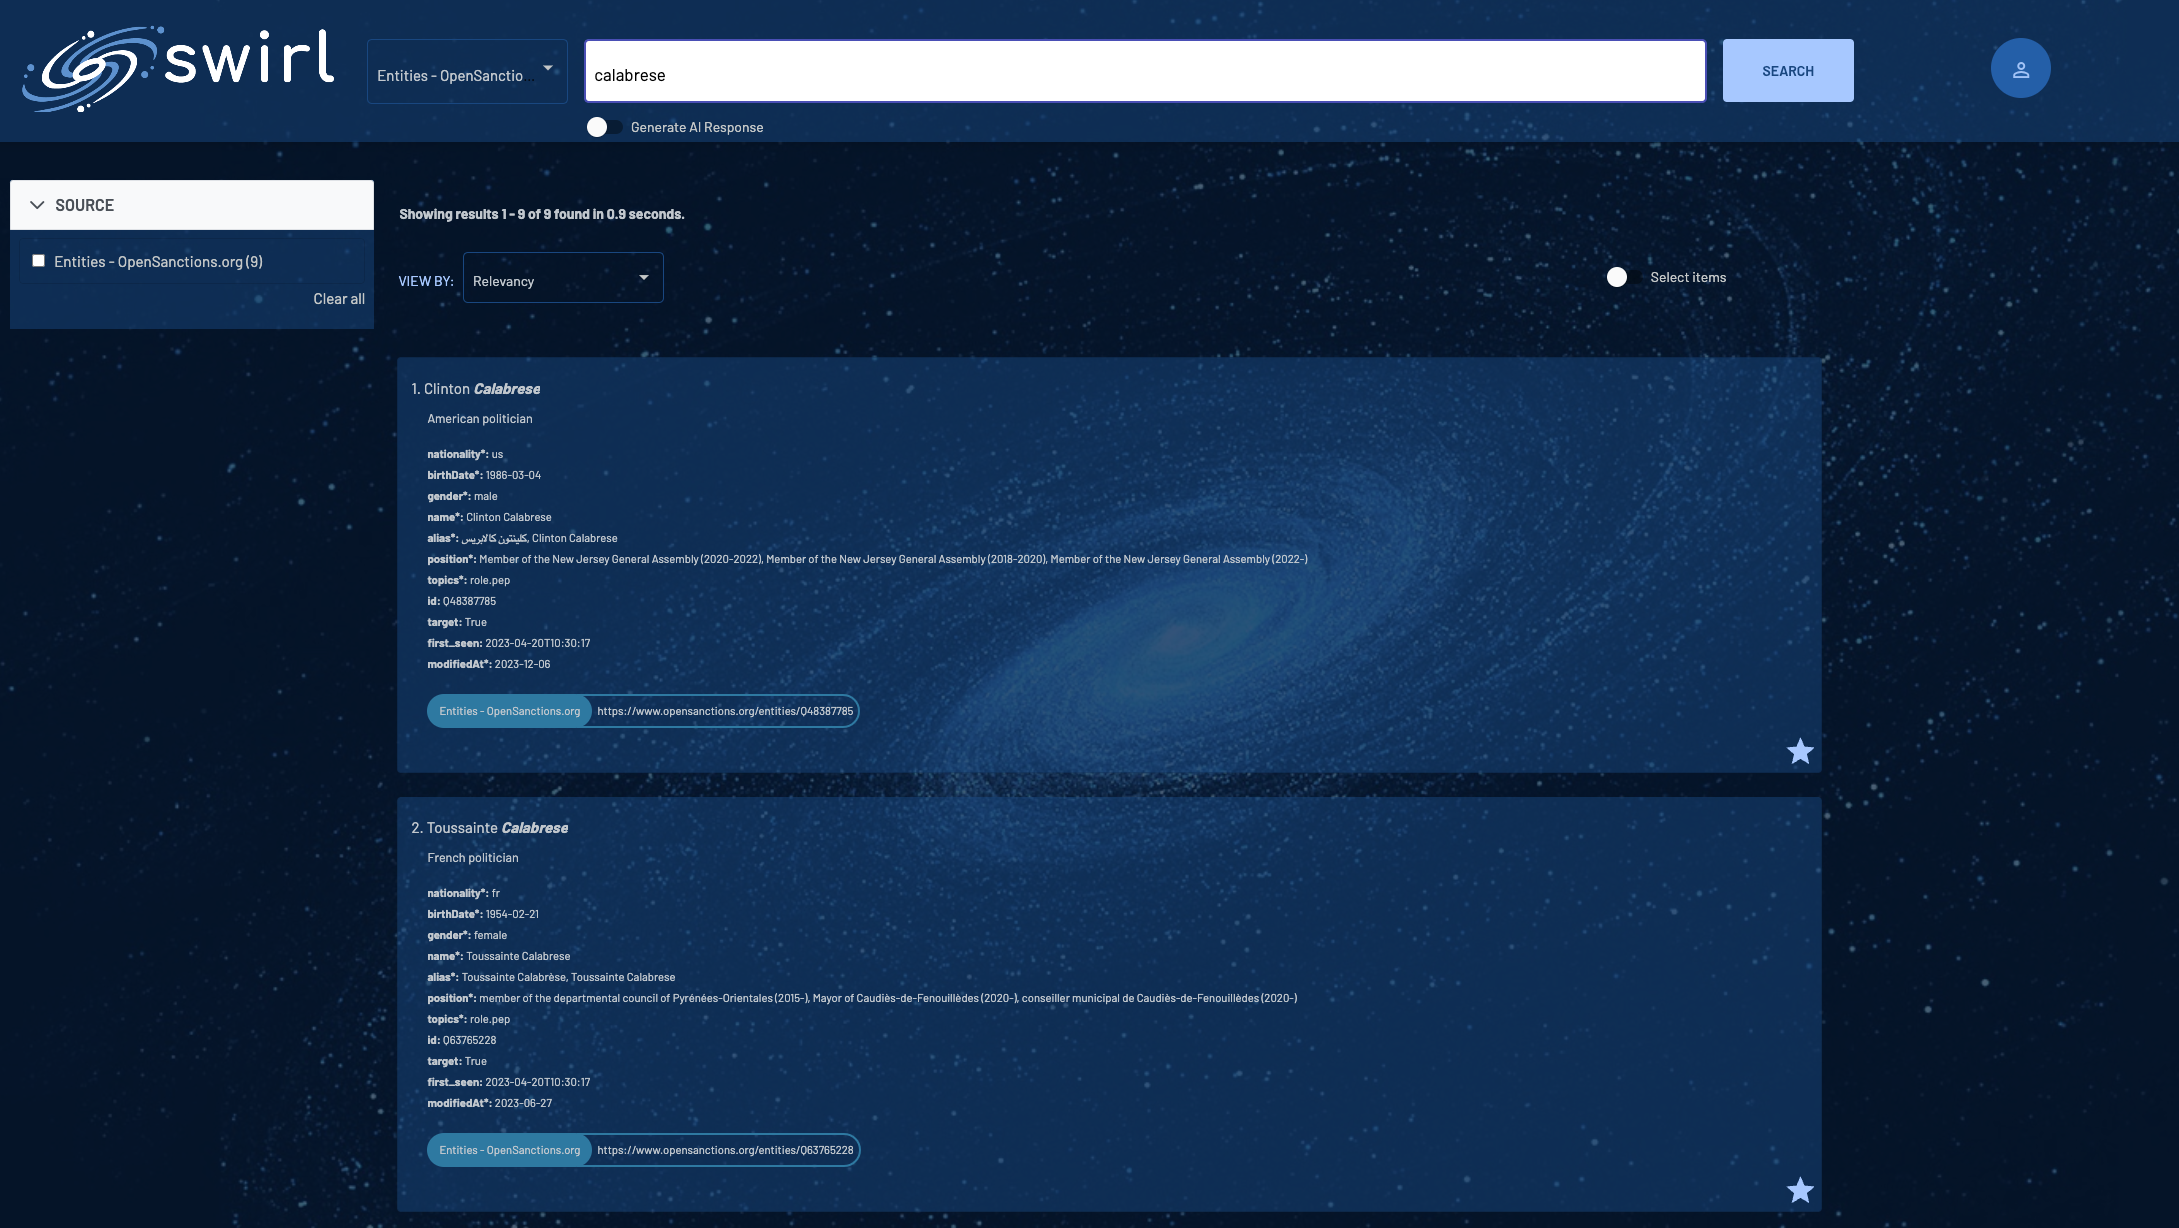 swirl
Entities - OpenSanctio...
calabrese
SEARCH
Generate AI Response
SOURCE
Entities - OpenSanctions.org (9)
Clear all
Showing results 1 - 9 of 9 found in 0.9 seconds.
VIEW BY: Relevancy
Select items
1. Clinton Calabrese
American politician
nationality*: us
birthDate*: 1986-03-04
gender*: male
name*: Clinton Calabrese
alias*: کلینتون کالابریس, Clinton Calabrese
position*: Member of the New Jersey General Assembly (2020-2022), Member of the New Jersey General Assembly (2018-2020), Member of the New Jersey General Assembly (2022-)
topics*: role.pep
id: Q48387785
target: True
first_seen: 2023-04-20T10:30:17
modifiedAt*: 2023-12-06
Entities - OpenSanctions.org https://www.opensanctions.org/entities/Q48387785
2. Toussainte Calabrese
French politician
nationality*: fr
birthDate*: 1954-02-21
gender*: female
name*: Toussainte Calabrese
alias*: Toussainte Calabrèse, Toussainte Calabrese
position*: member of the departmental council of Pyrénées-Orientales (2015-), Mayor of Caudiès-de-Fenouillèdes (2020-), conseiller municipal de Caudiès-de-Fenouillèdes (2020-)
topics*: role.pep
id: Q63765228
target: True
first_seen: 2023-04-20T10:30:17
modifiedAt*: 2023-06-27
Entities - OpenSanctions.org https://www.opensanctions.org/entities/Q63765228